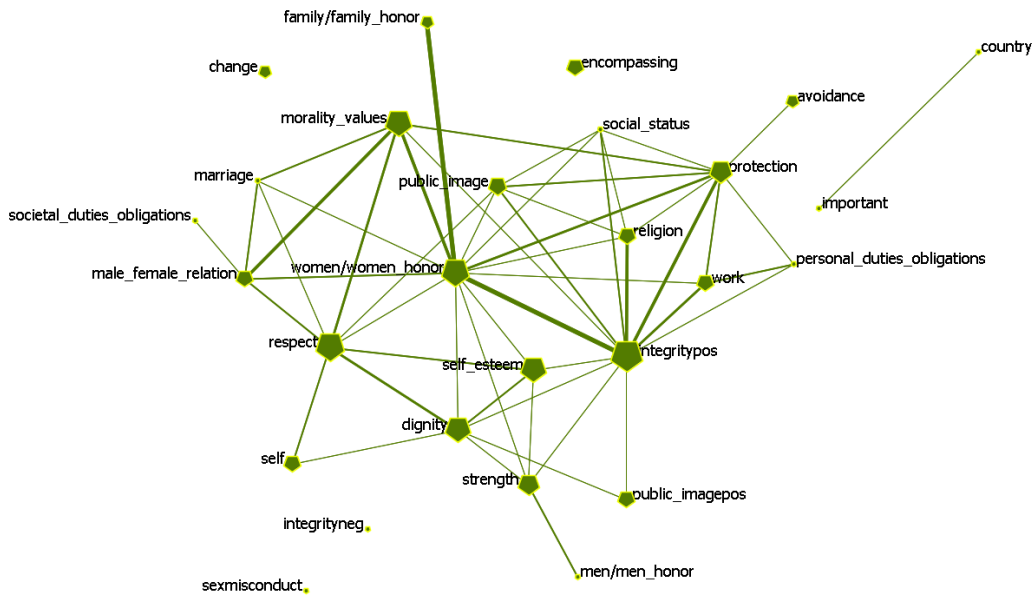 family/family_honor
country
change
encompassing
avoidance
morality_values
social_status
protection
marriage
public_image
important
societal_duties_obligations
religion
personal_duties_obligations
male_female_relation
women/women_honor
work
respect
self_esteem
integritypos
dignity
self
strength
public_imagepos
integrityneg
men/men_honor
sexmisconduct